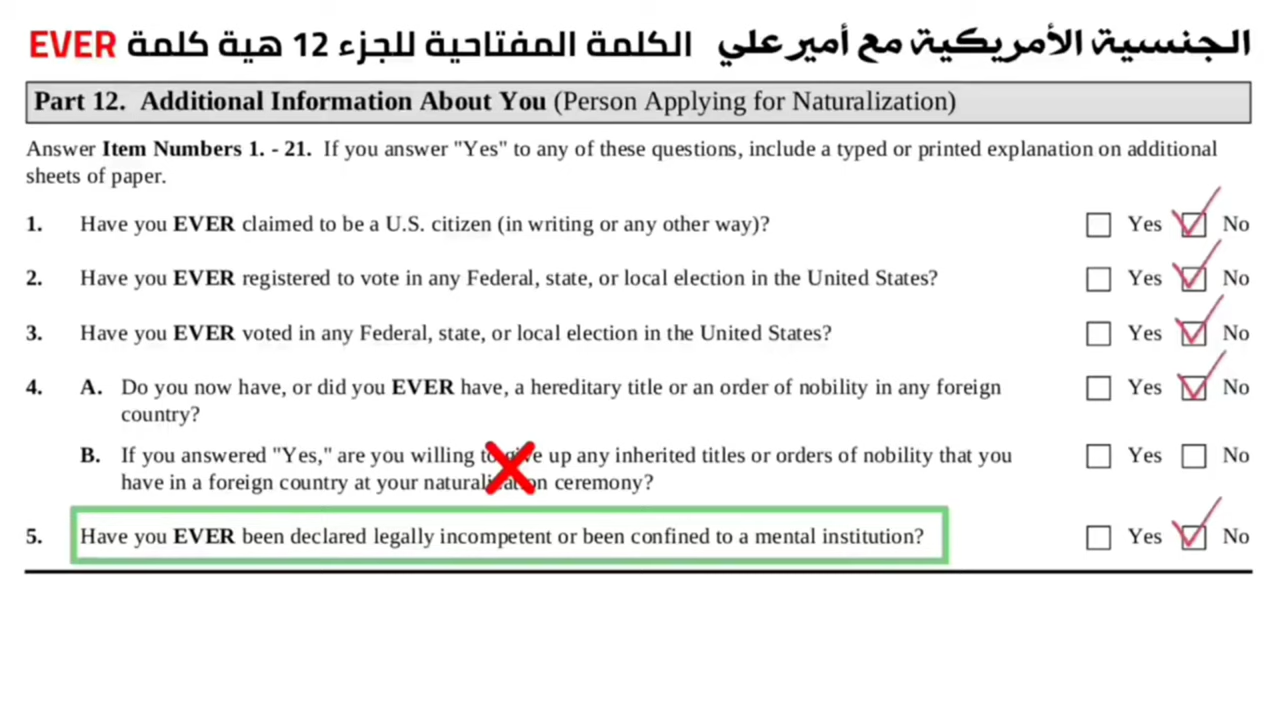 الجنسية الأمريكية مع أمير علي الكلمة المفتاحية للجزء 12 هية كلمة EVER
Part 12. Additional Information About You (Person Applying for Naturalization)
Answer Item Numbers 1. - 21. If you answer "Yes" to any of these questions, include a typed or printed explanation on additional
sheets of paper.
1. Have you EVER claimed to be a U.S. citizen (in writing or any other way)? Yes No
2. Have you EVER registered to vote in any Federal, state, or local election in the United States? Yes No
3. Have you EVER voted in any Federal, state, or local election in the United States? Yes No
4. A. Do you now have, or did you EVER have, a hereditary title or an order of nobility in any foreign Yes No
country?
B. If you answered "Yes," are you willing to give up any inherited titles or orders of nobility that you Yes No
have in a foreign country at your naturalization ceremony?
5. Have you EVER been declared legally incompetent or been confined to a mental institution? Yes No